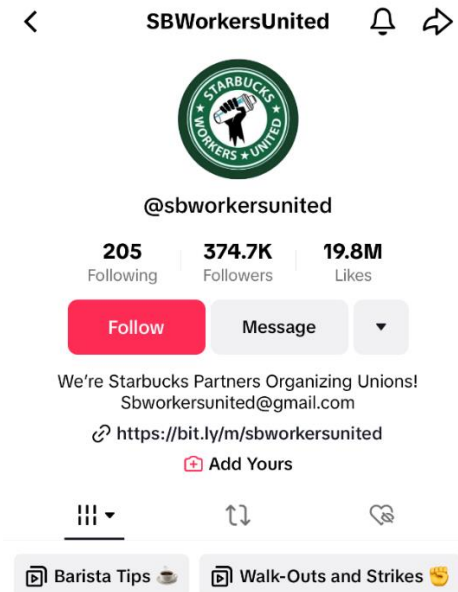 SBWorkersUnited
STARBUCKS
WORKERS ★ UNITED
@sbworkersunited
205 374.7K 19.8M
Following Followers Likes
Follow Message
We’re Starbucks Partners Organizing Unions!
Sbworkersunited@gmail.com
https://bit.ly/m/sbworkersunited
Add Yours
Barista Tips ☕ Walk-Outs and Strikes ✊